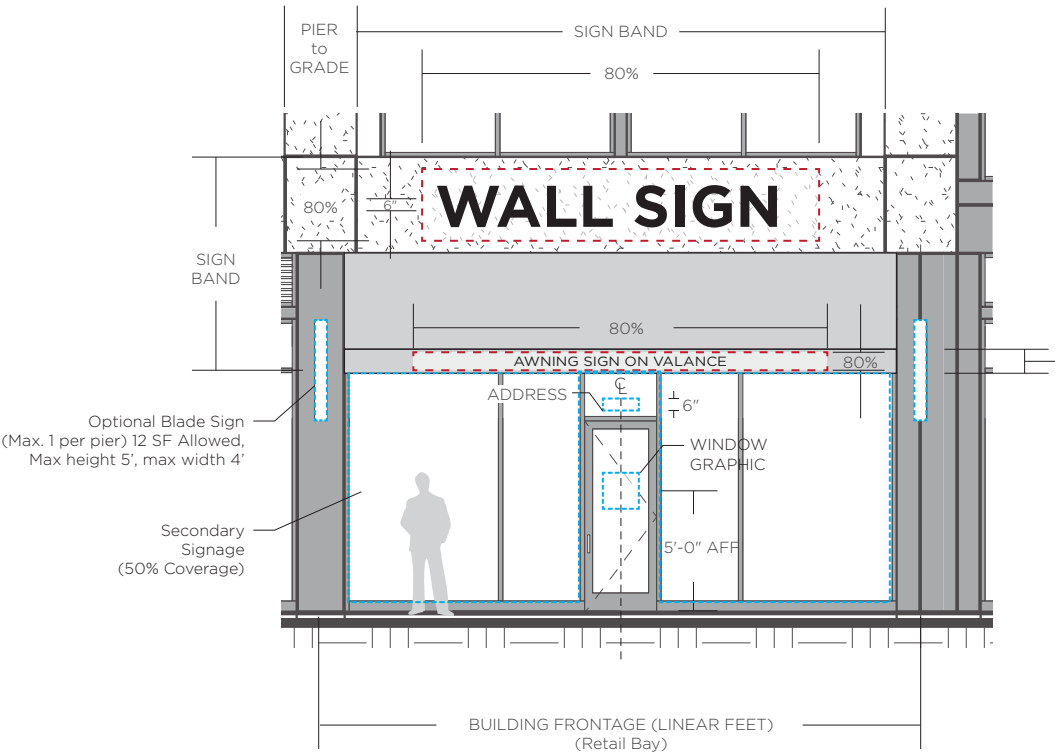 PIER
to
GRADE
SIGN BAND
80%
80%
6"
WALL SIGN
SIGN
BAND
80%
AWNING SIGN ON VALANCE
80%
ADDRESS
CL
6"
Optional Blade Sign
(Max. 1 per pier) 12 SF Allowed,
Max height 5’, max width 4’
WINDOW
GRAPHIC
Secondary
Signage
(50% Coverage)
5'-0" AFF
BUILDING FRONTAGE (LINEAR FEET)
(Retail Bay)